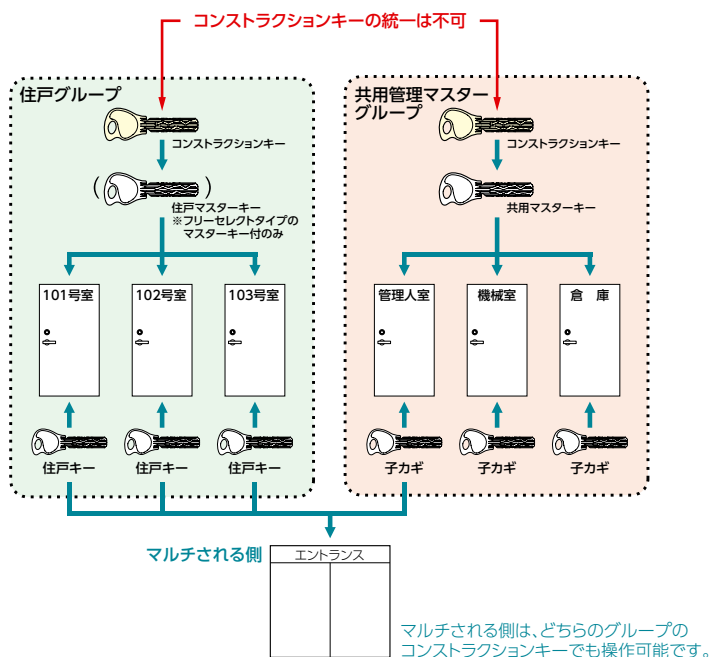 コンストラクションキーの統一は不可
住戸グループ
コンストラクションキー
住戸マスターキー
※フリーセレクトタイプの
マスターキー付のみ
101号室
102号室
103号室
住戸キー
住戸キー
住戸キー
共用管理マスター
グループ
コンストラクションキー
共用マスターキー
管理人室
機械室
倉　庫
子カギ
子カギ
子カギ
マルチされる側
エントランス
マルチされる側は、どちらのグループの
コンストラクションキーでも操作可能です。